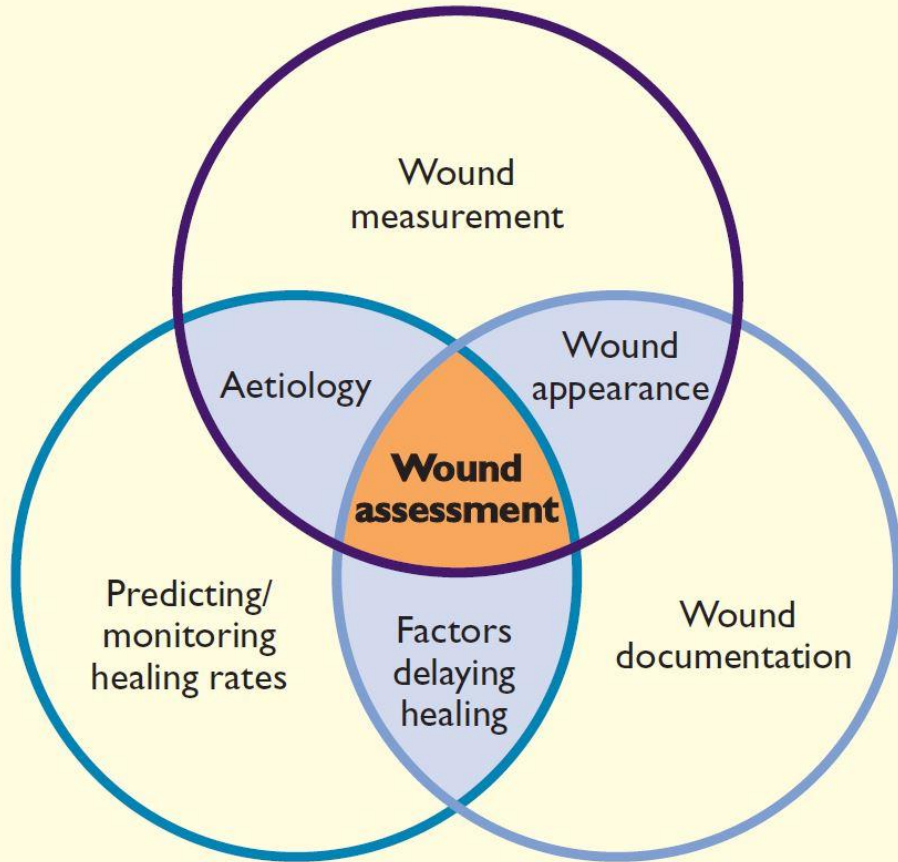 Wound
measurement
Aetiology
Wound
appearance
Wound
assessment
Predicting/
monitoring
healing rates
Factors
delaying
healing
Wound
documentation